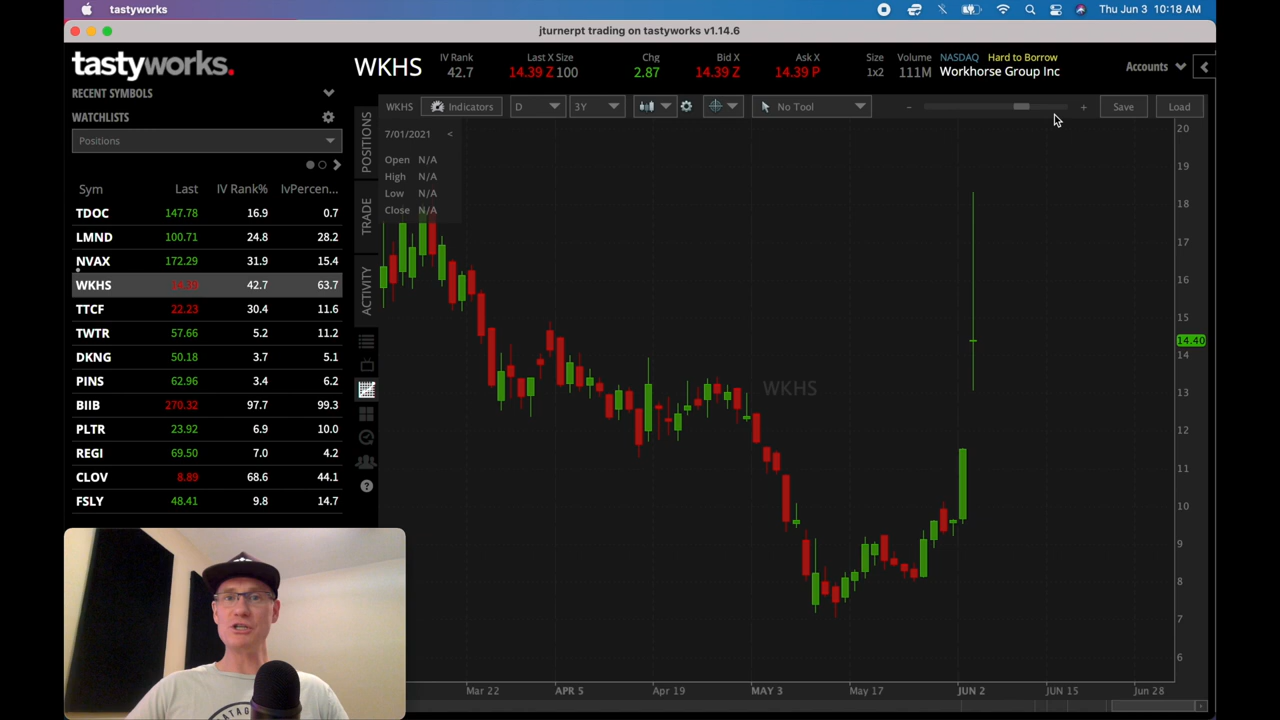 tastyworks
Thu Jun 3 10:18 AM
jturnerpt trading on tastyworks v1.14.6
tastyworks.
RECENT SYMBOLS
WATCHLISTS
Positions
Sym Last IV Rank% IvPercen...
TDOC 147.78 16.9 0.7
LMND 100.71 24.8 28.2
NVAX 172.29 31.9 15.4
WKHS 42.7 63.7
TTCF 22.23 30.4 11.6
TWTR 57.66 5.2 11.2
DKNG 50.18 3.7 5.1
PINS 62.96 3.4 6.2
BIIB 270.32 97.7 99.3
PLTR 23.92 6.9 10.0
REGI 69.50 7.0 4.2
CLOV 8.89 68.6 44.1
FSLY 48.41 9.8 14.7
POSITIONS
TRADE
ACTIVITY
WKHS
IV Rank
42.7
Last X Size
14.39 Z 100
Chg
2.87
Bid X
14.39 Z
Ask X
14.39 P
Size
1x2
Volume
111M
NASDAQ Hard to Borrow
Workhorse Group Inc
Accounts
WKHS Indicators D 3Y No Tool - + Save Load
7/01/2021 <
Open N/A
High N/A
Low N/A
Close N/A
WKHS
20
19
18
17
16
15
14.40
14
13
12
11
10
9
8
7
6
Mar 22 APR 5 Apr 19 MAY 3 May 17 JUN 2 JUN 15 Jun 28